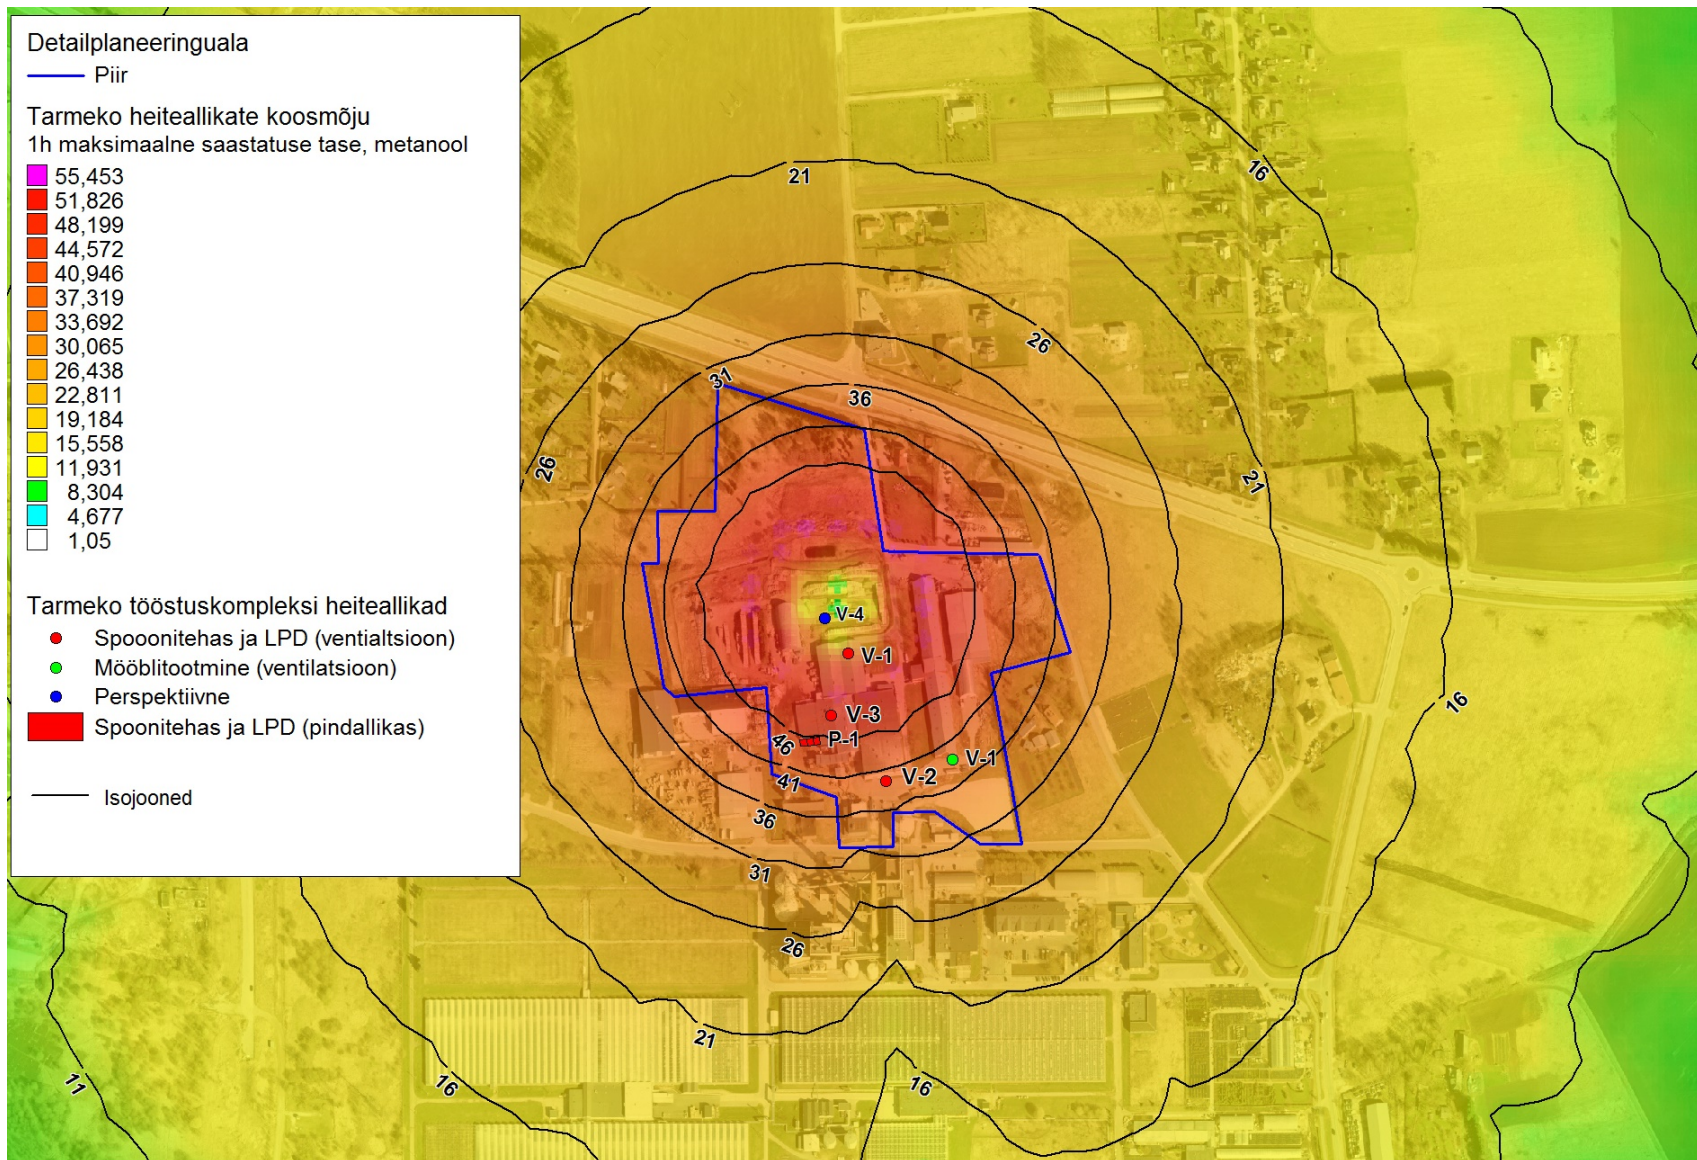 Detailplaneeringuala
Piir
Tarmeko heiteallikate koosmõju
1h maksimaalne saastatuse tase, metanool
55,453
51,826
48,199
44,572
40,946
37,319
33,692
30,065
26,438
22,811
19,184
15,558
11,931
8,304
4,677
1,05
Tarmeko tööstuskompleksi heiteallikad
Spooonitehas ja LPD (ventialtsioon)
Mööblitootmine (ventilatsioon)
Perspektiivne
Spoonitehas ja LPD (pindallikas)
Isojooned
21
16
26
31
36
26
21
V-4
V-1
V-3
46
P-1
V-1
V-2
41
36
31
26
21
16
16
16
11